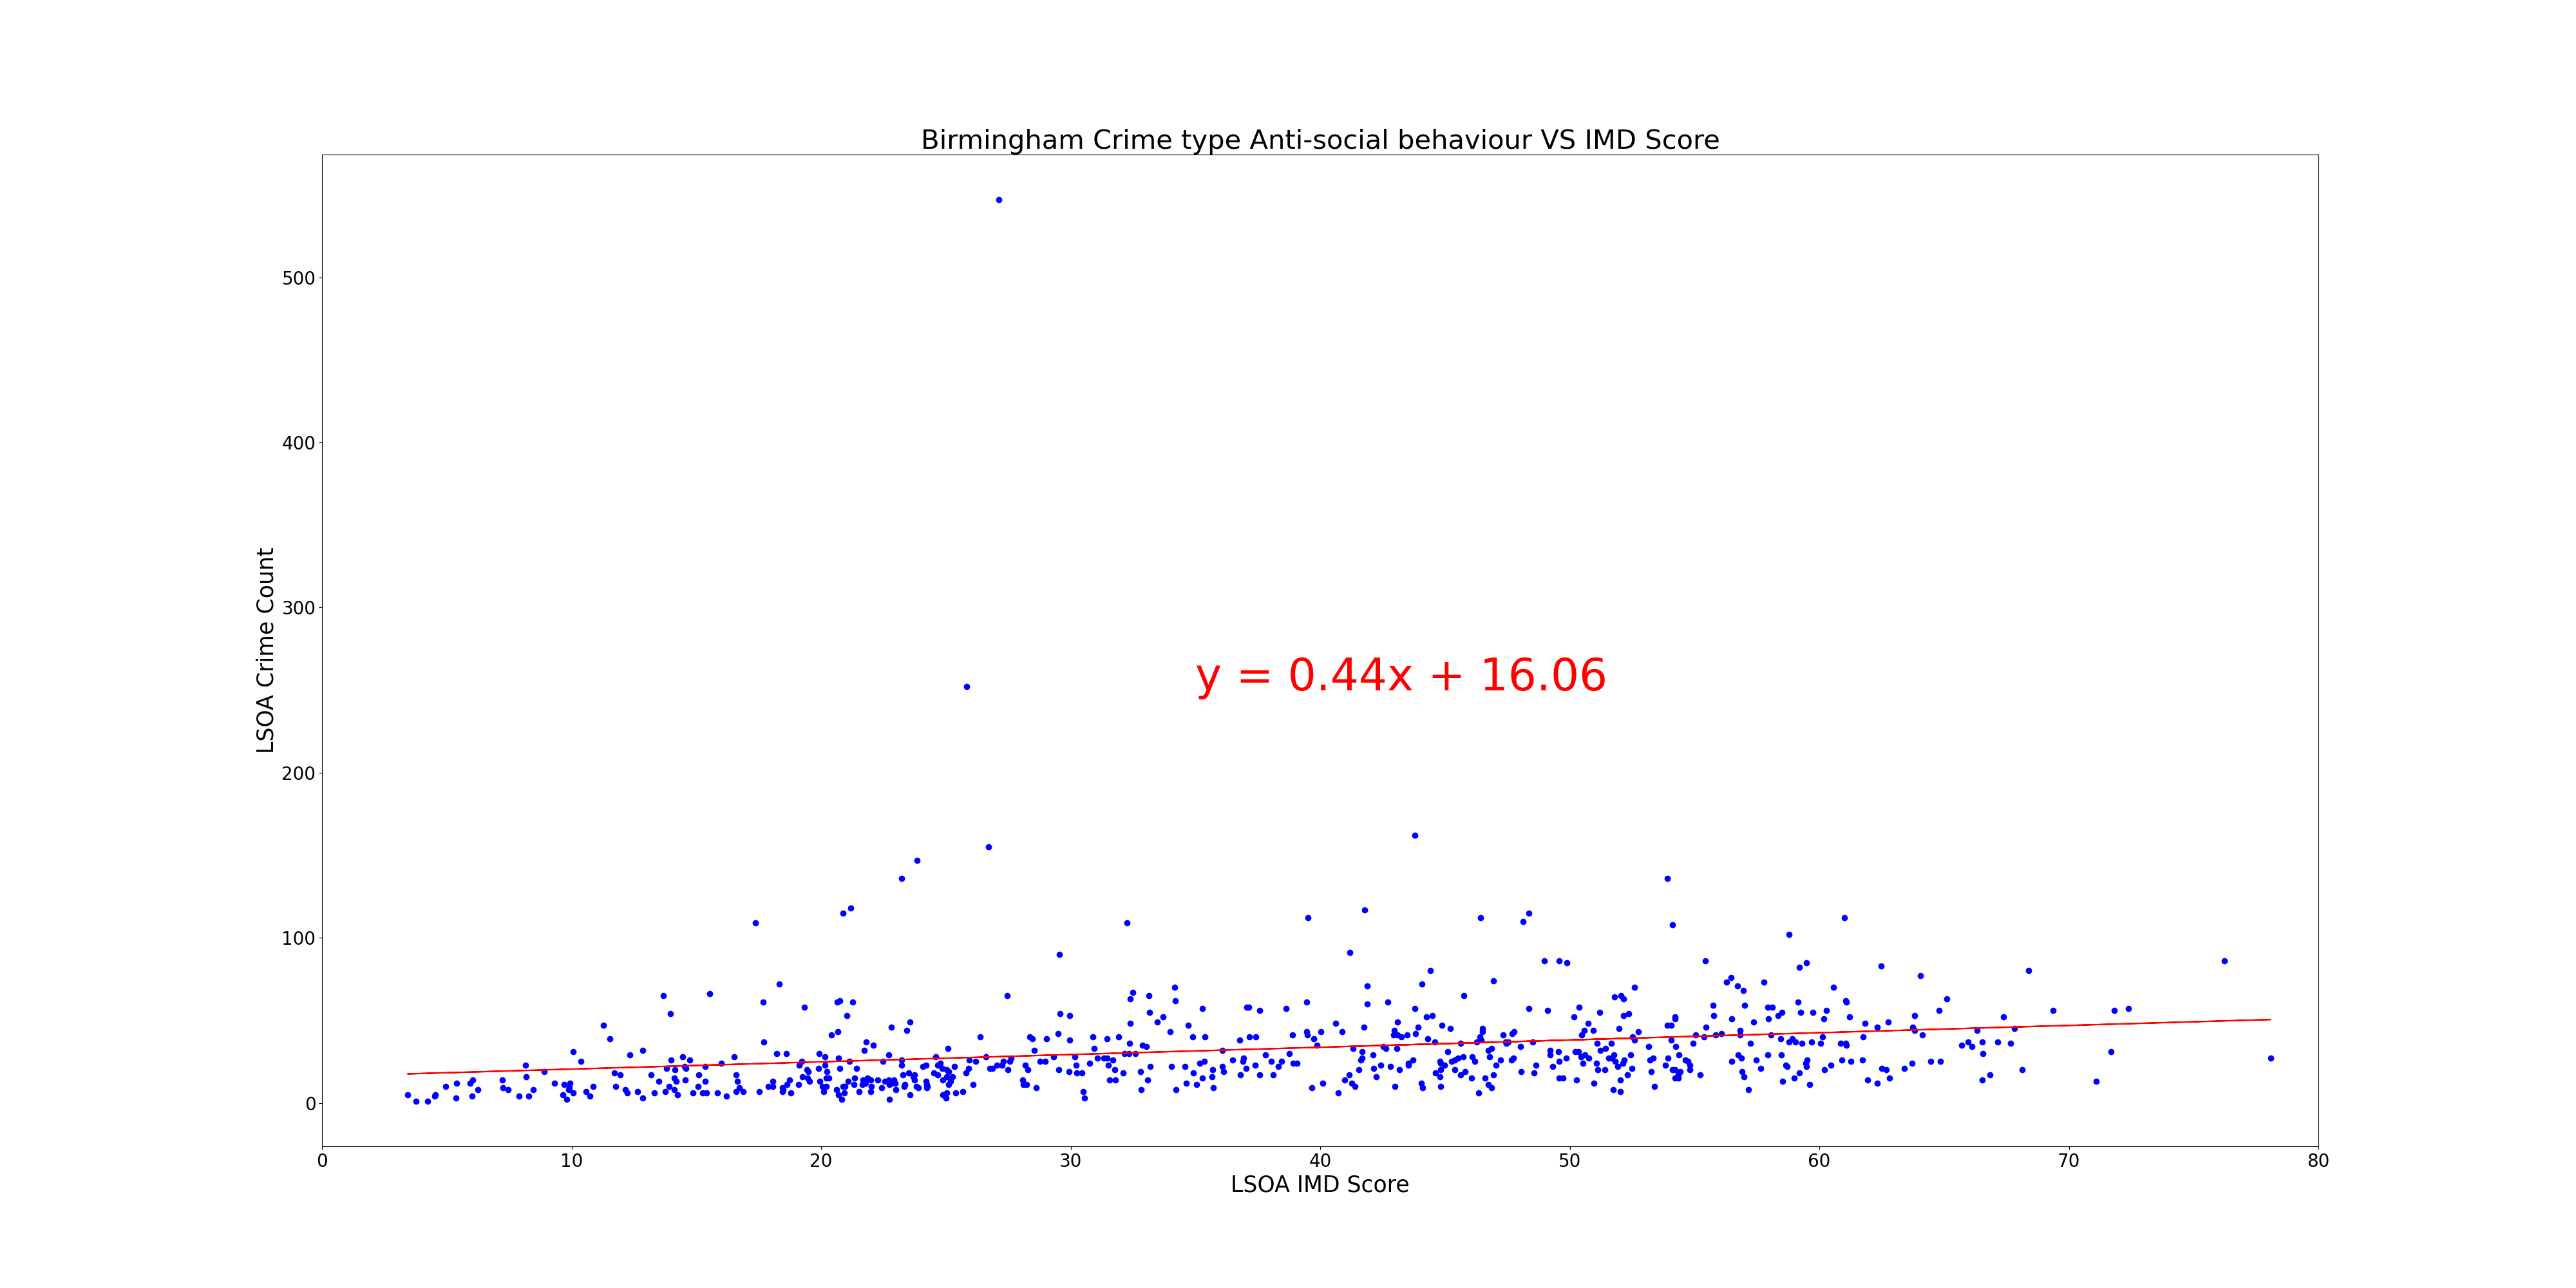 Birmingham Crime type Anti-social behaviour VS IMD Score
500
400
300
200
100
0
LSOA Crime Count
y = 0.44x + 16.06
0 10 20 30 40 50 60 70 80
LSOA IMD Score